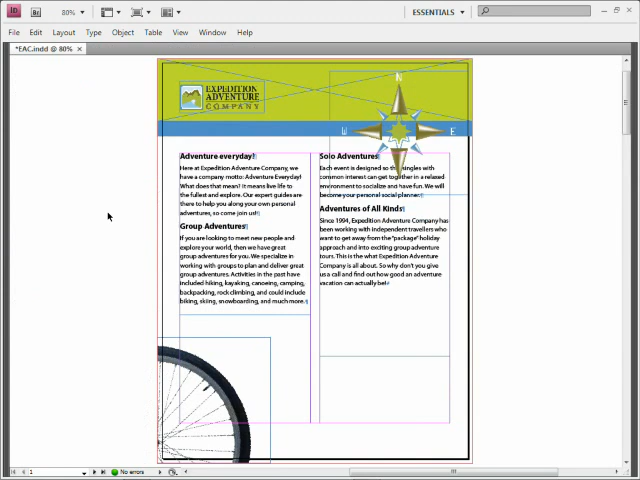 ID
Br
80%
ESSENTIALS
File Edit Layout Type Object Table View Windows Help
*EAC.indd @ 80% ×
N
EXPEDITION
ADVENTURE
COMPANY
W E
Adventure everyday!
Here at Expedition Adventure Company, we
have a company motto: Adventure Everyday!
What does that mean? It means live life to
the fullest and explore. Our expert guides are
there to help you along your own personal
adventures, so come join us!
Group Adventures
If you are looking to meet new people and
explore your world, then we have great
group adventures for you. We specialize in
working with groups to plan and deliver great
group adventures. Activities in the past have
included hiking, kayaking, canoeing, camping,
backpacking, rock climbing, and could include
biking, skiing, snowboarding, and much more.
Solo Adventures
Each event is designed so the singles with
common interest can get together in a relaxed
environment to socialize and have fun. We will
become your personal social planner.
Adventures of All Kinds
Since 1994, Expedition Adventure Company has
been working with independent travellers who
want to get away from the "package" holiday
approach and into exciting group adventure
tours. This is what Expedition Adventure
Company is all about. So why don't you give
us a call and find out how good an adventure
vacation can actually be!
1
No errors